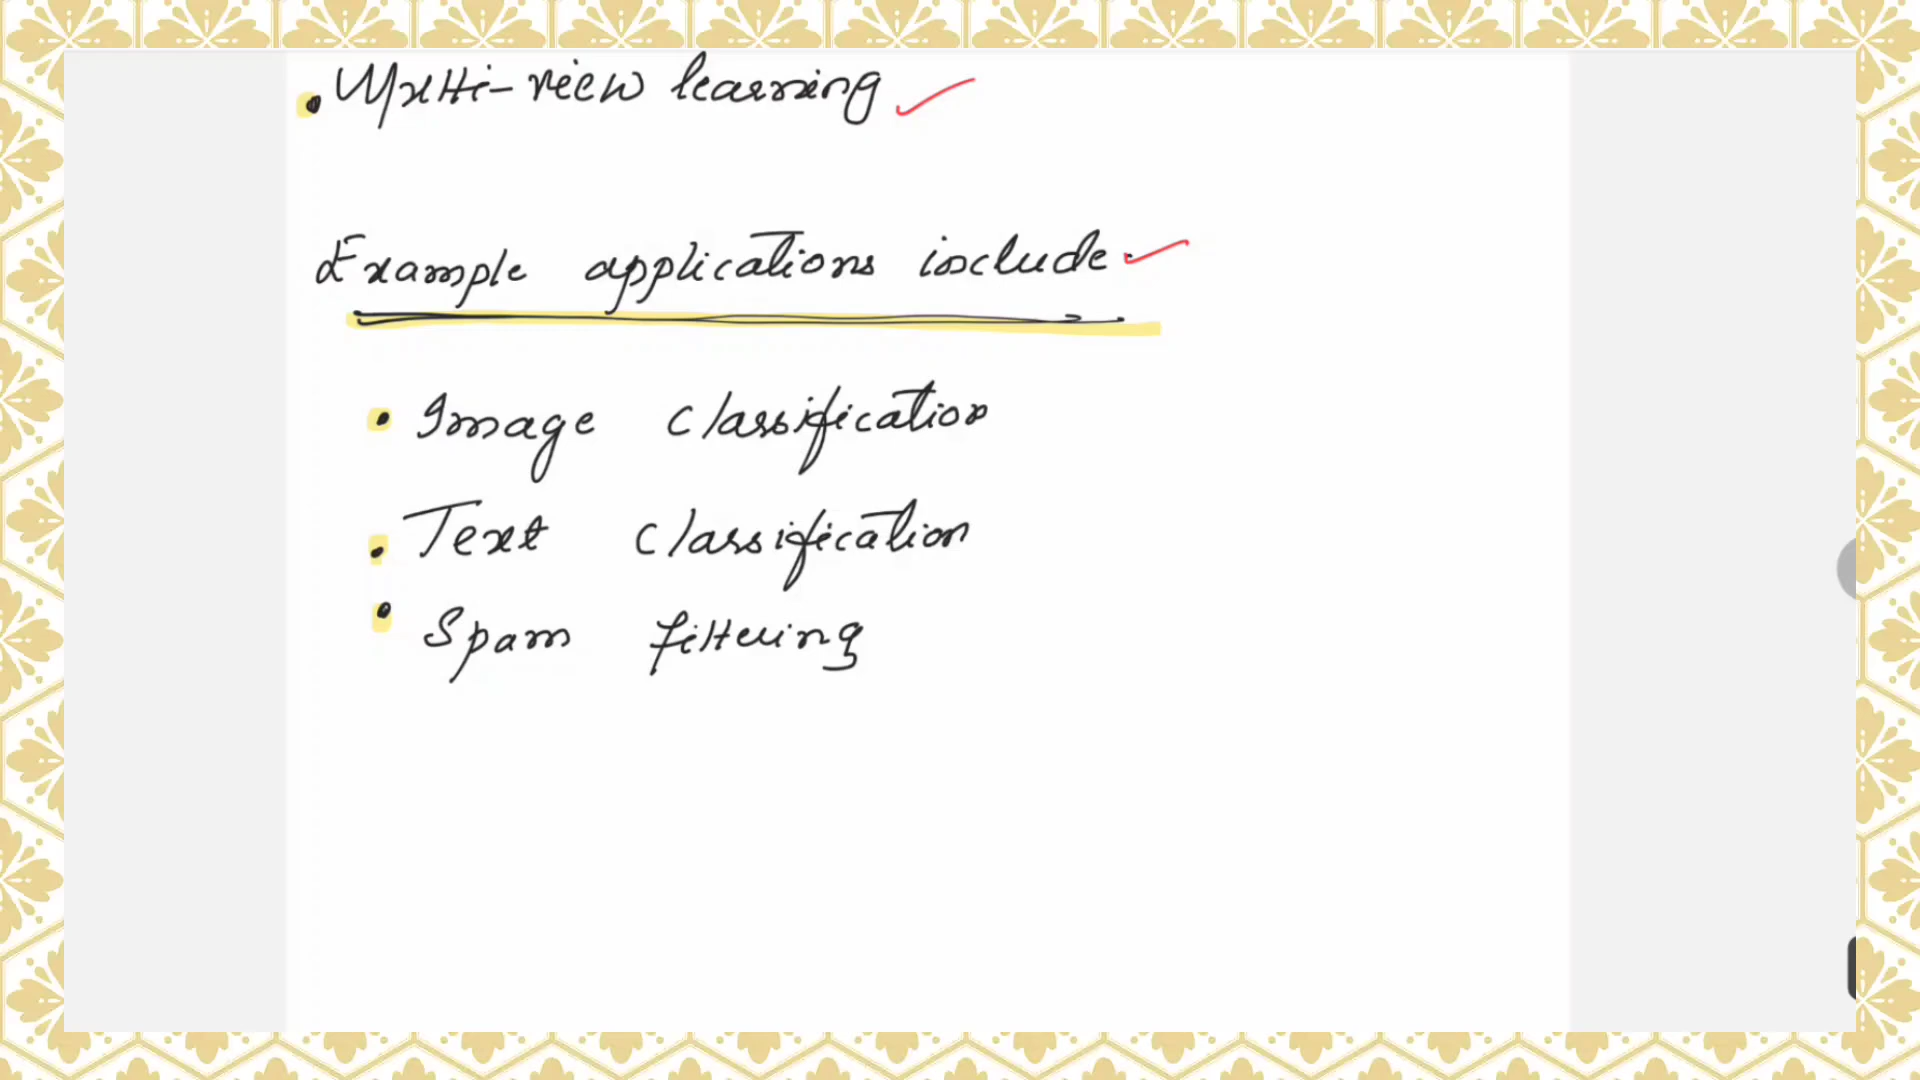 • Multi-view learning
Example applications include
• Image classification
• Text classification
• Spam filtering